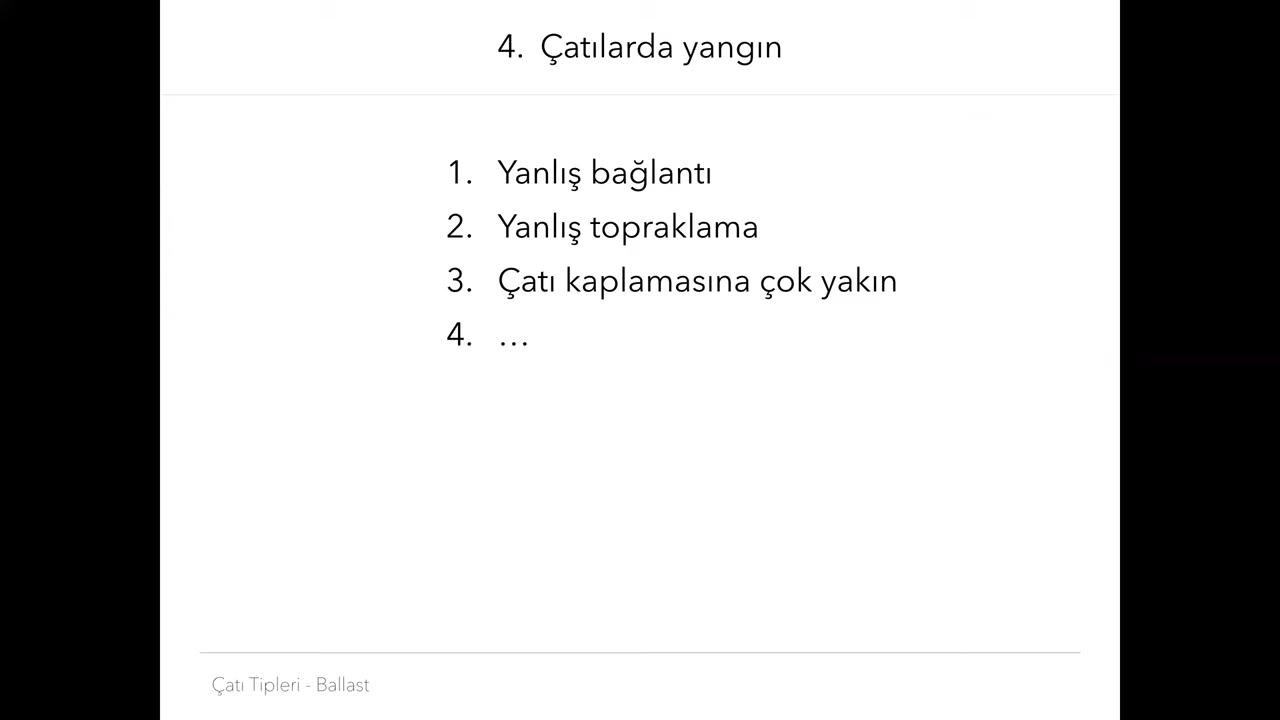 4. Çatılarda yangın
1. Yanlış bağlantı
2. Yanlış topraklama
3. Çatı kaplamasına çok yakın
4. …
Çatı Tipleri - Ballast